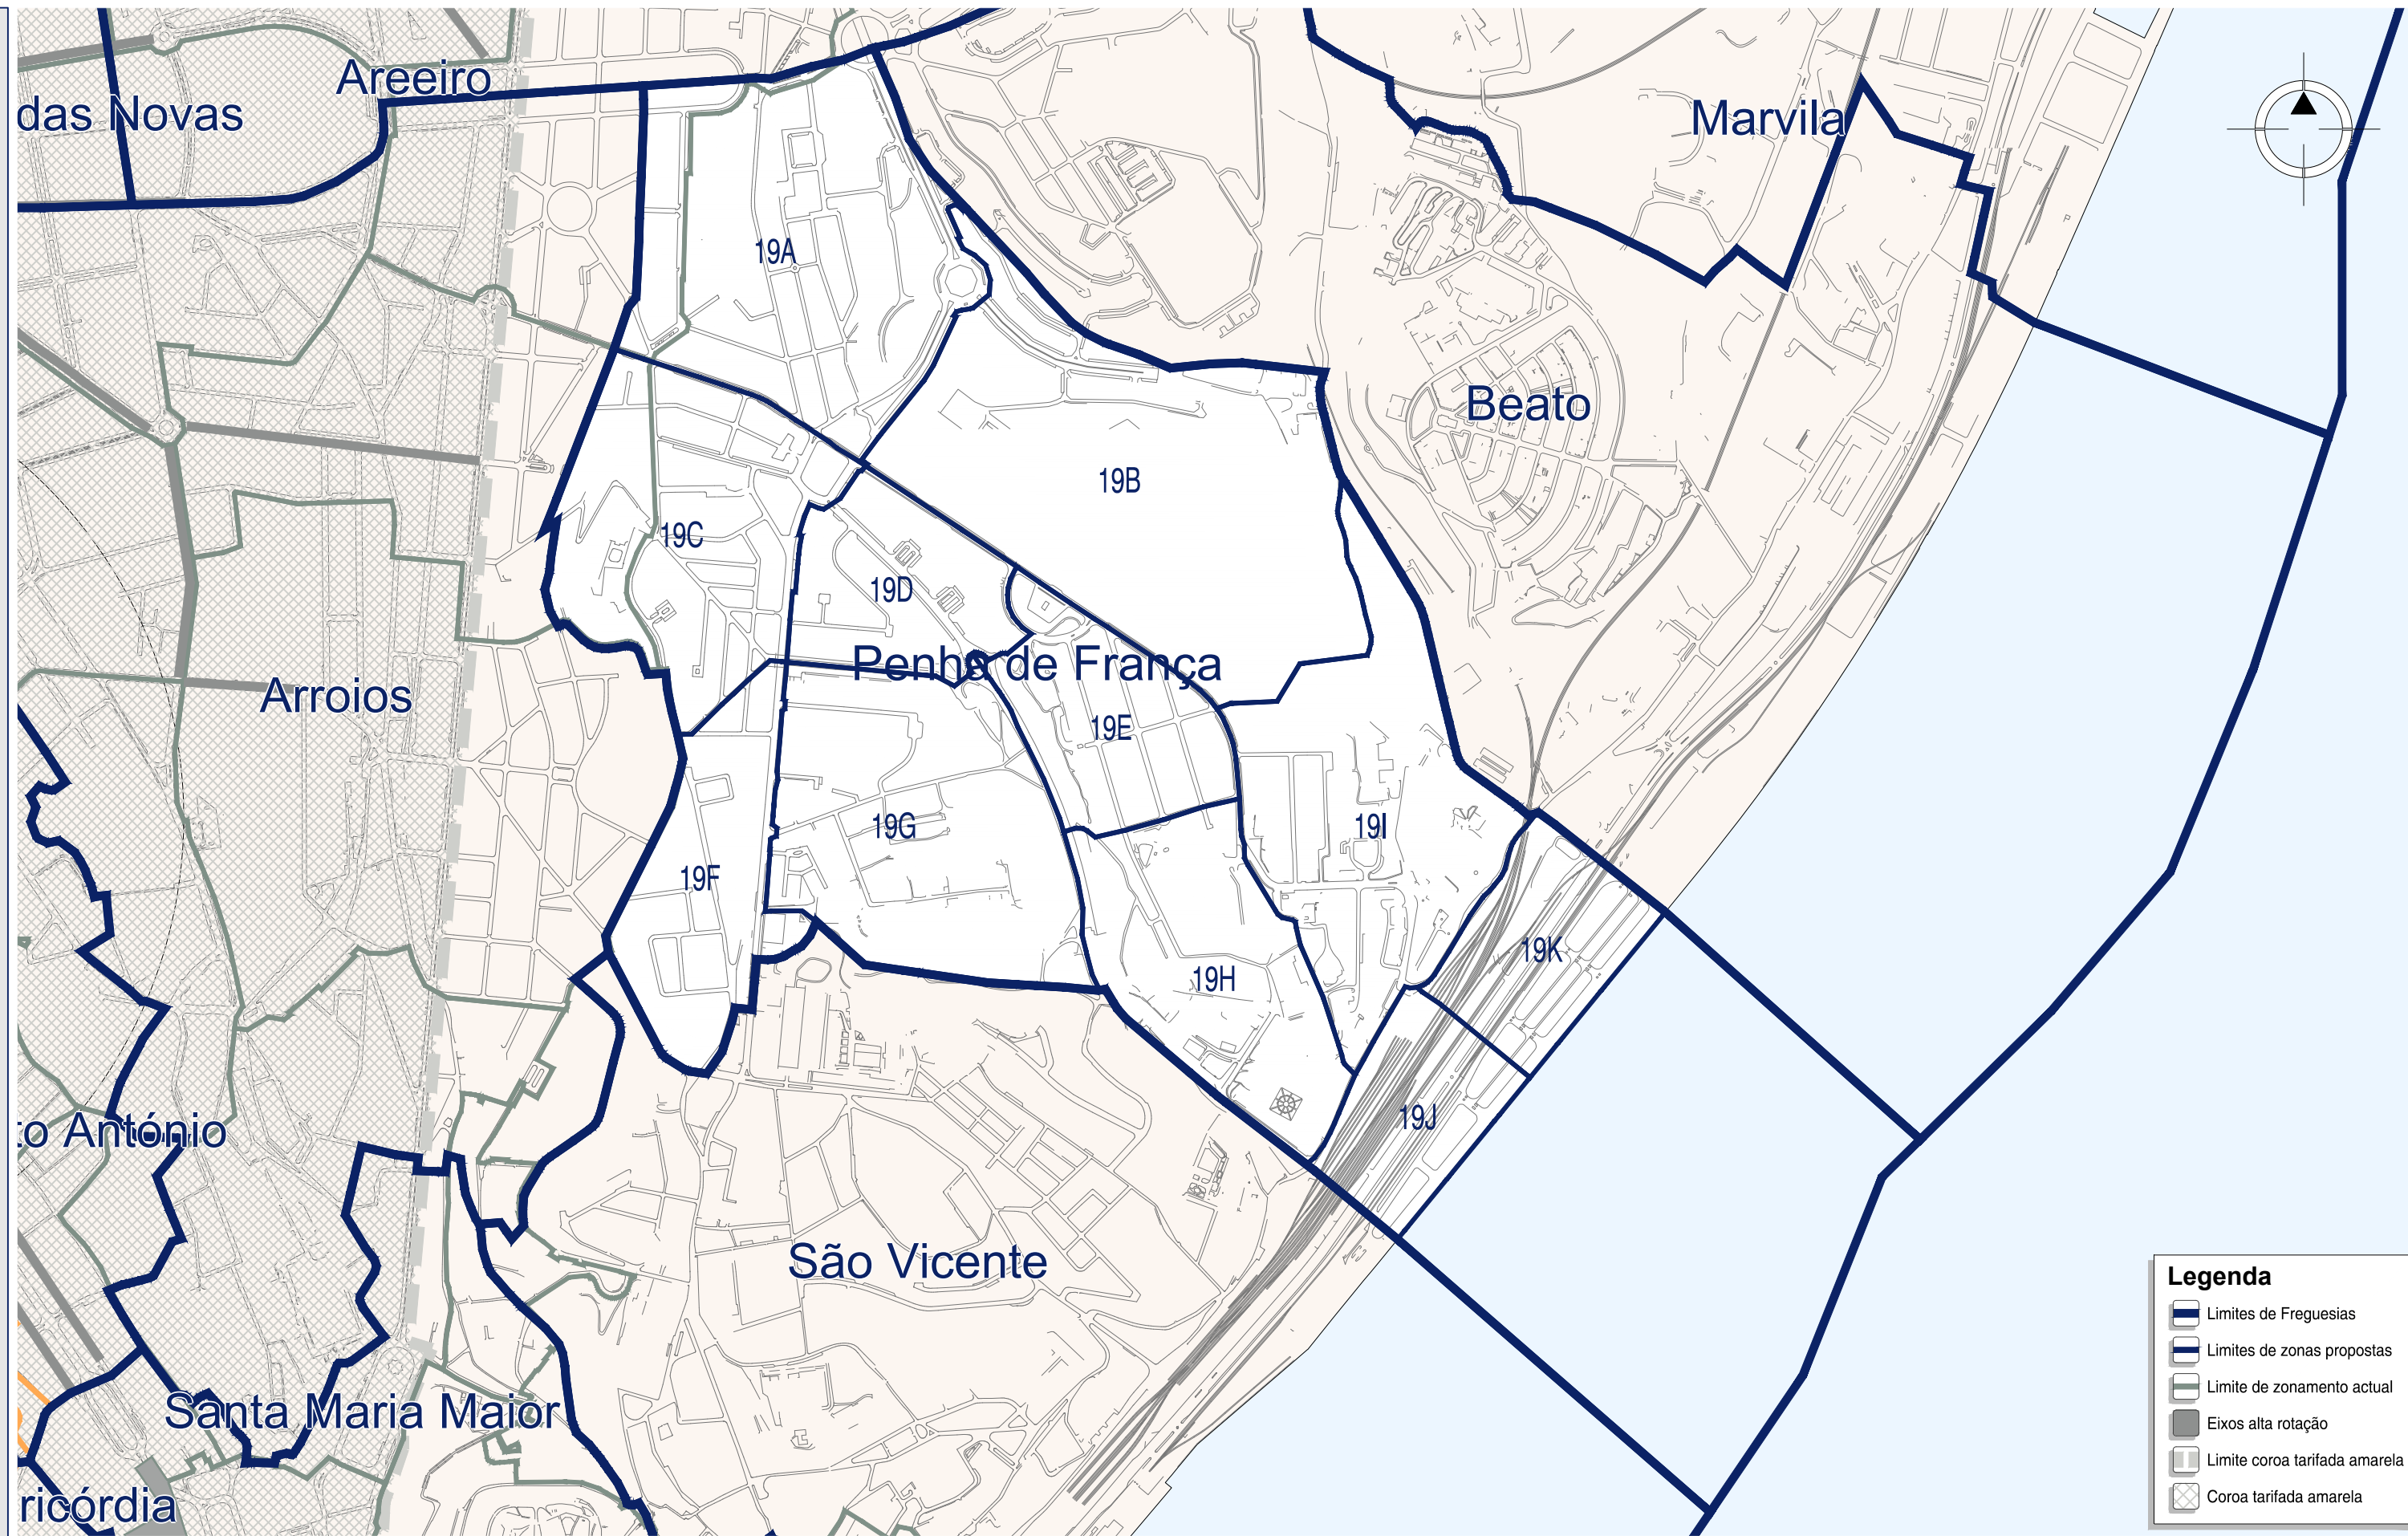 Areeiro
das Novas
Marvila
19A
Beato
19B
19C
19D
Penha de França
Arroios
19E
19G
19I
19F
19K
19H
19J
to António
São Vicente
Santa Maria Maior
ricórdia
Legenda
Limites de Freguesias
Limites de zonas propostas
Limite de zonamento actual
Eixos alta rotação
Limite coroa tarifada amarela
Coroa tarifada amarela